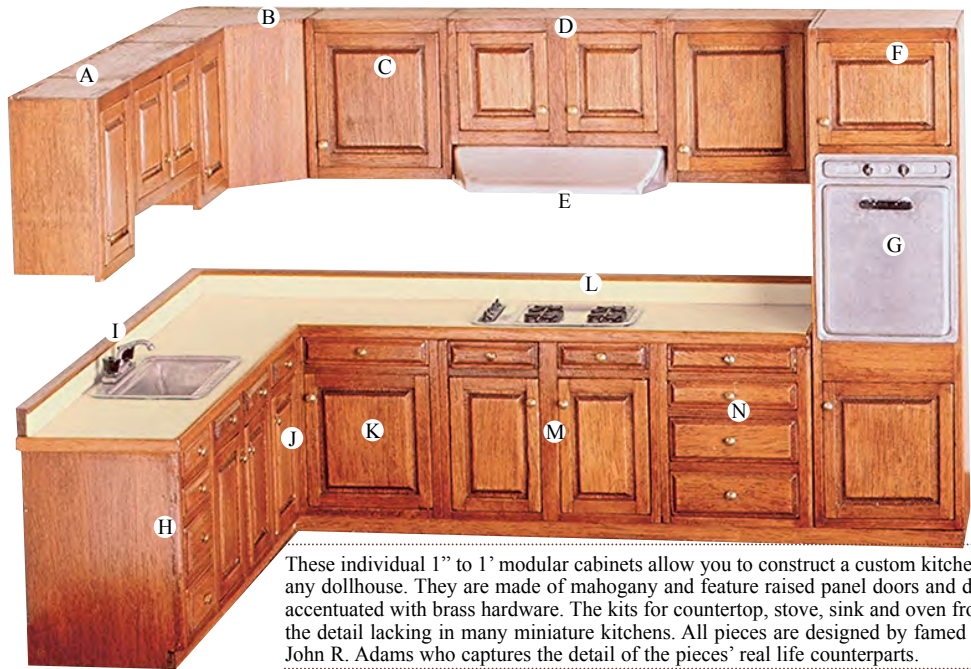 B
D
A
C
F
E
G
L
I
N
J
K
M
H
These individual 1” to 1’ modular cabinets allow you to construct a custom
any dollhouse. They are made of mahogany and feature raised panel doors and
accentuated with brass hardware. The kits for countertop, stove, sink and oven
the detail lacking in many miniature kitchens. All pieces are designed by famed
John R. Adams who captures the detail of the pieces’ real life counterparts.